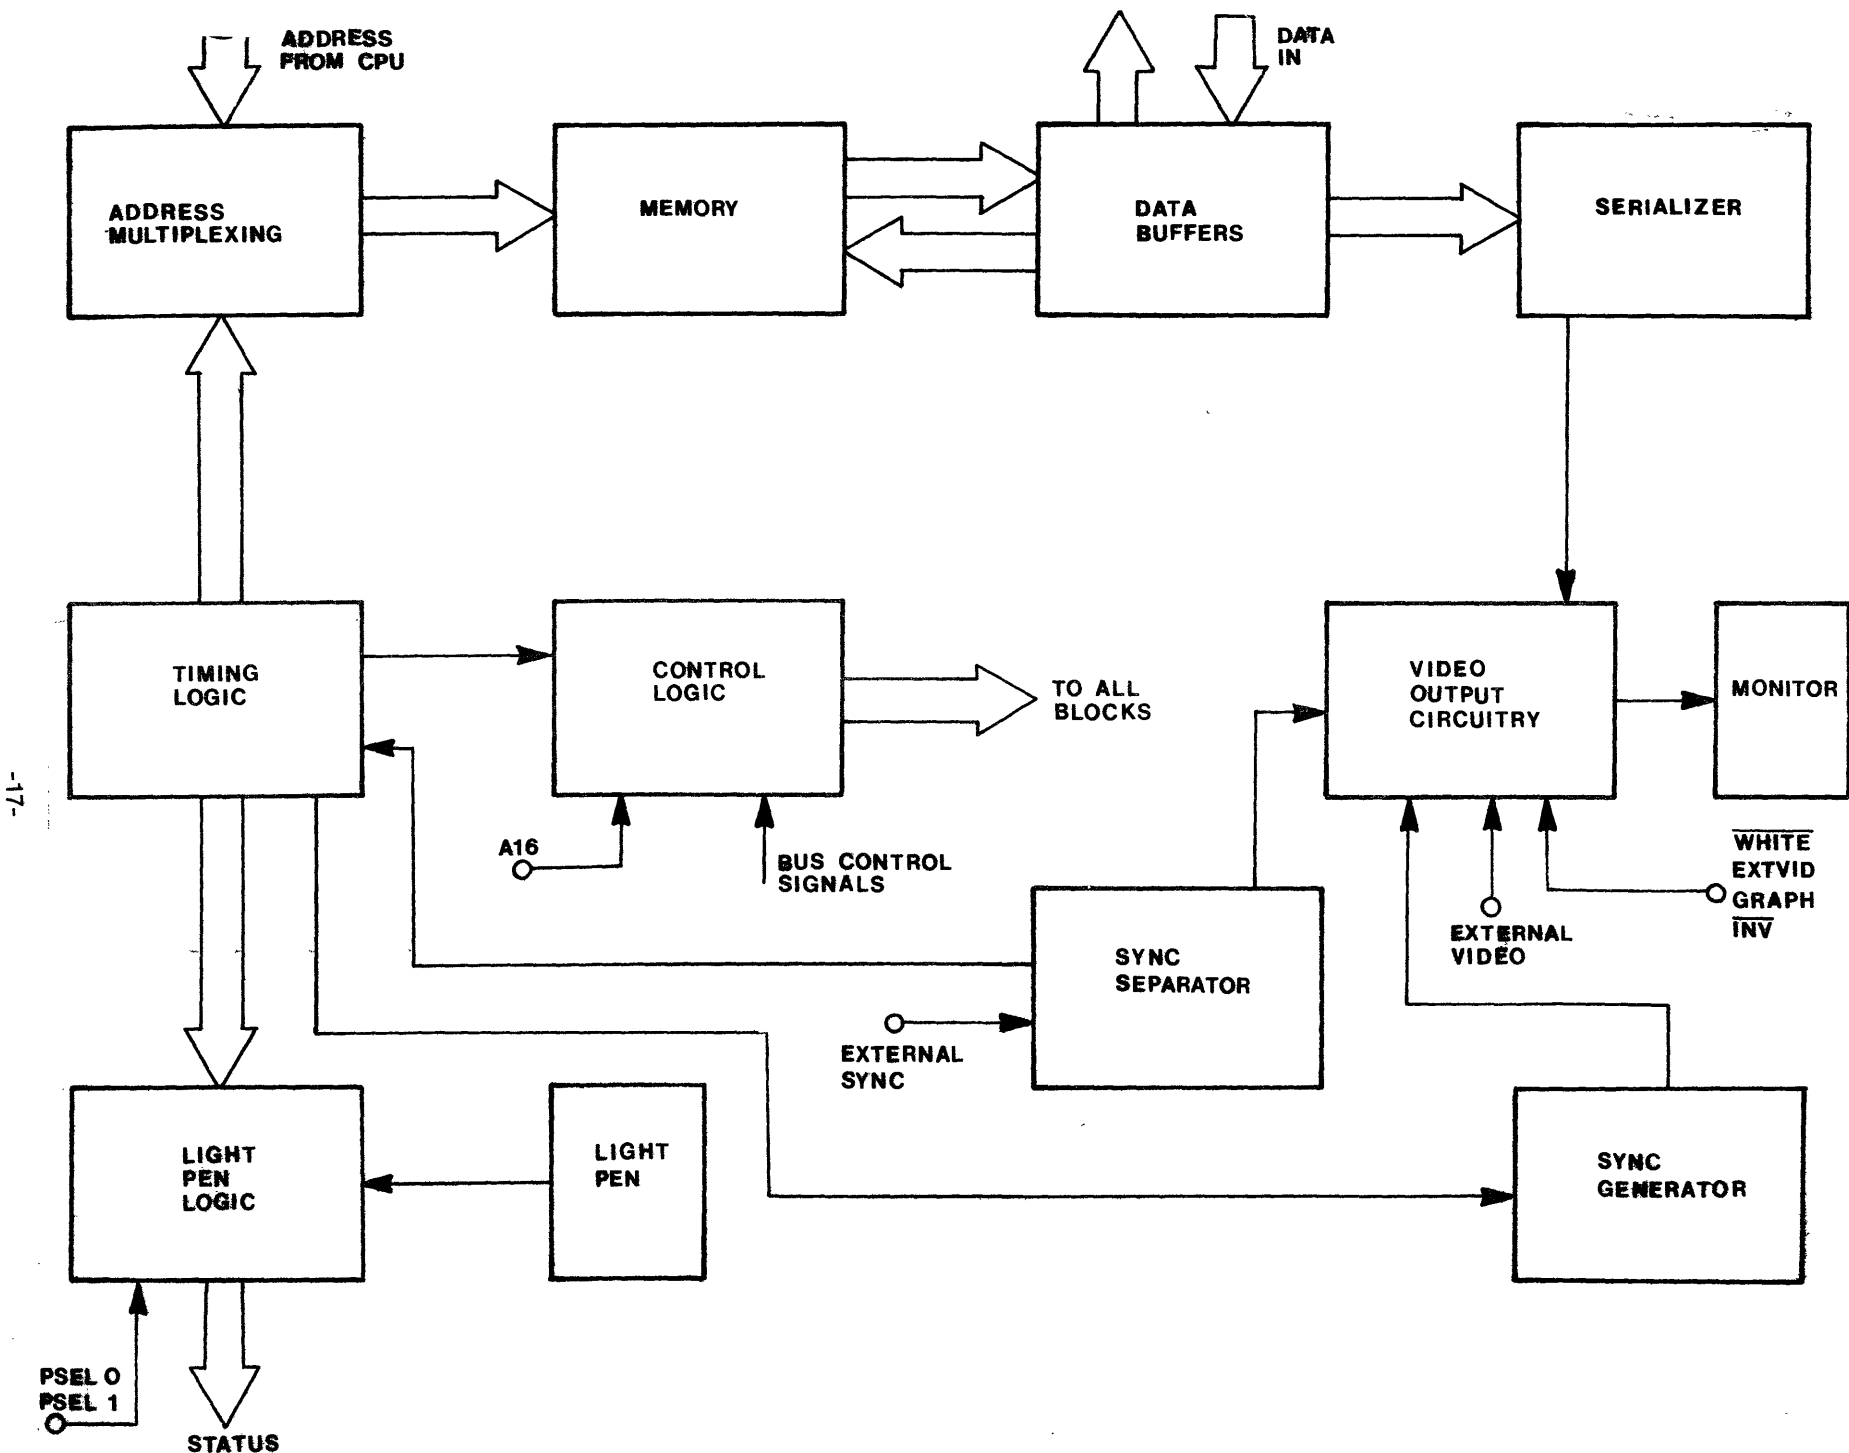 ADDRESS
FROM CPU
DATA
IN
ADDRESS
MULTIPLEXING
MEMORY
DATA
BUFFERS
SERIALIZER
TIMING
LOGIC
CONTROL
LOGIC
TO ALL
BLOCKS
VIDEO
OUTPUT
CIRCUITRY
MONITOR
-17-
A16
BUS CONTROL
SIGNALS
WHITE
EXTVID
GRAPH
INV
EXTERNAL
VIDEO
SYNC
SEPARATOR
EXTERNAL
SYNC
LIGHT
PEN
LOGIC
LIGHT
PEN
SYNC
GENERATOR
PSEL 0
PSEL 1
STATUS